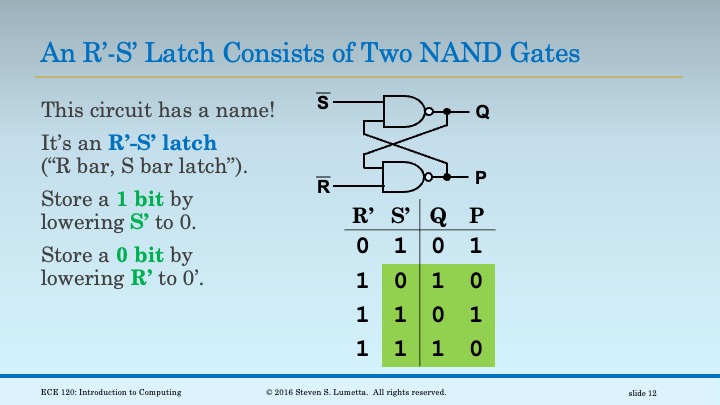 An R’-S’ Latch Consists of Two NAND Gates
This circuit has a name!
It’s an R’-S’ latch
(“R bar, S bar latch”).
Store a 1 bit by
lowering S’ to 0.
Store a 0 bit by
lowering R’ to 0’.
S̅
Q
R̅
P
R’ S’ Q P
0 1 0 1
1 0 1 0
1 1 0 1
1 1 1 0
ECE 120: Introduction to Computing
© 2016 Steven S. Lumetta. All rights reserved.
slide 12